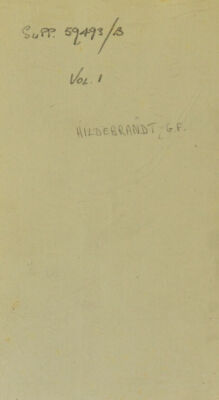 SUPP. 59493/B
VOL. 1
HILDEBRANDT, G.F.